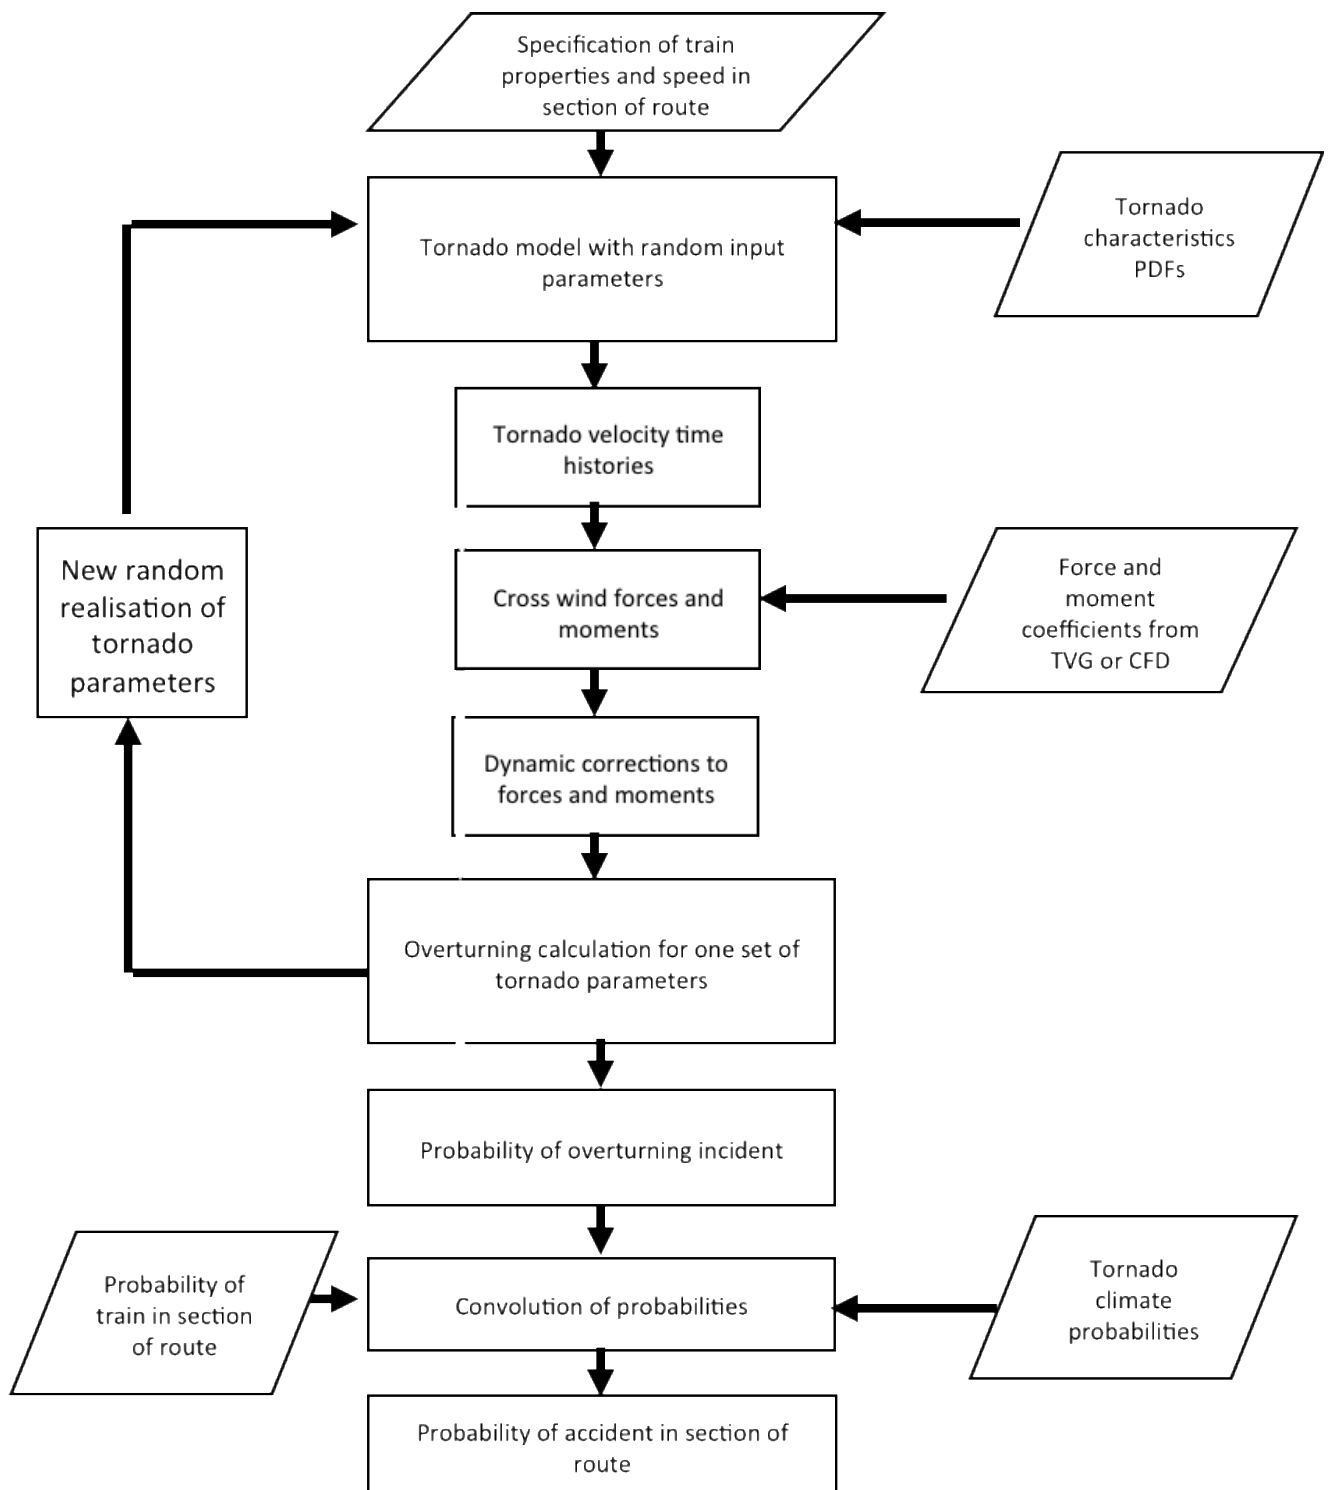 Specification of train
properties and speed in
section of route
Tornado
characteristics
PDFs
Tornado model with random input
parameters
Tornado velocity time
histories
New random
realisation of
tornado
parameters
Cross wind forces and
moments
Force and
moment
coefficients from
TVG or CFD
Dynamic corrections to
forces and moments
Overturning calculation for one set of
tornado parameters
Probability of overturning incident
Probability of
train in section
of route
Convolution of probabilities
Tornado
climate
probabilities
Probability of accident in section of
route